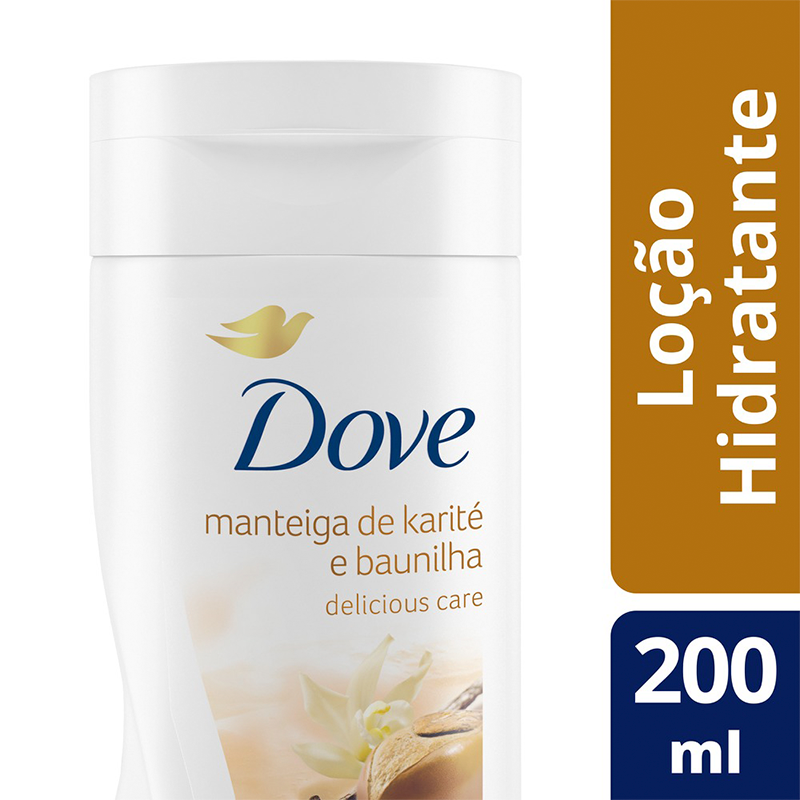 Dove
manteiga de karité
e baunilha
delicious care
Loção
Hidratante
200
ml